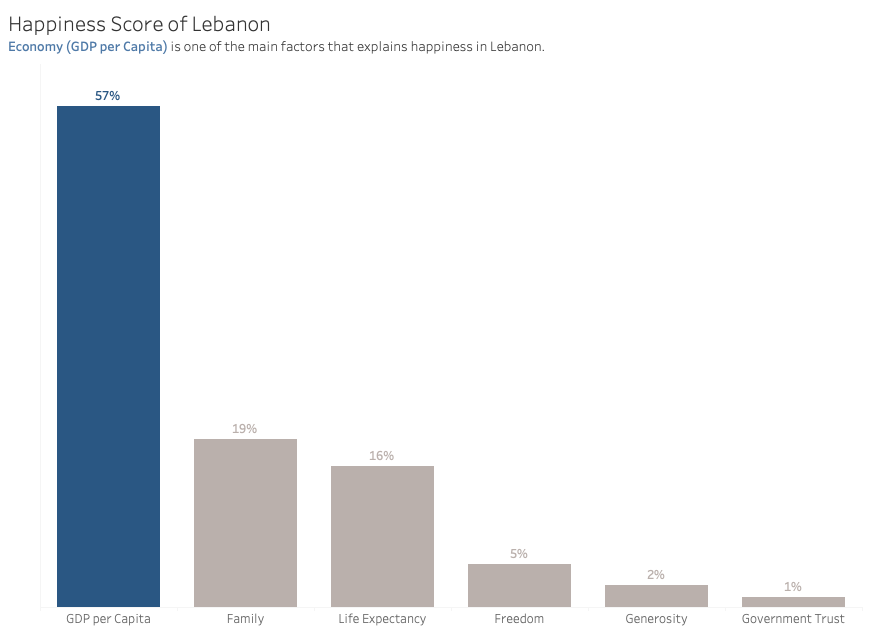 Happiness Score of Lebanon
Economy (GDP per Capita) is one of the main factors that explains happiness in Lebanon.
57%
19%
16%
5%
2%
1%
GDP per Capita
Family
Life Expectancy
Freedom
Generosity
Government Trust